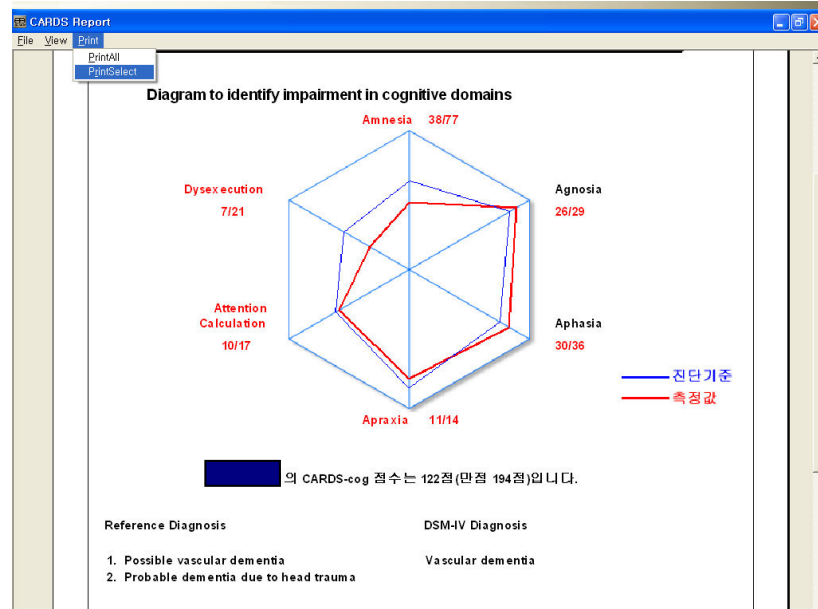 CARDS Report
File View Print
PrintAll
PrintSelect
Diagram to identify impairment in cognitive domains
Amnesia 38/77
Dysexecution
7/21
Agnosia
26/29
Attention
Calculation
10/17
Aphasia
30/36
진단기준
측정값
Apraxia 11/14
의 CARDS-cog 점수는 122점(만점 194점)입니다.
Reference Diagnosis
DSM-IV Diagnosis
1. Possible vascular dementia
2. Probable dementia due to head trauma
Vascular dementia